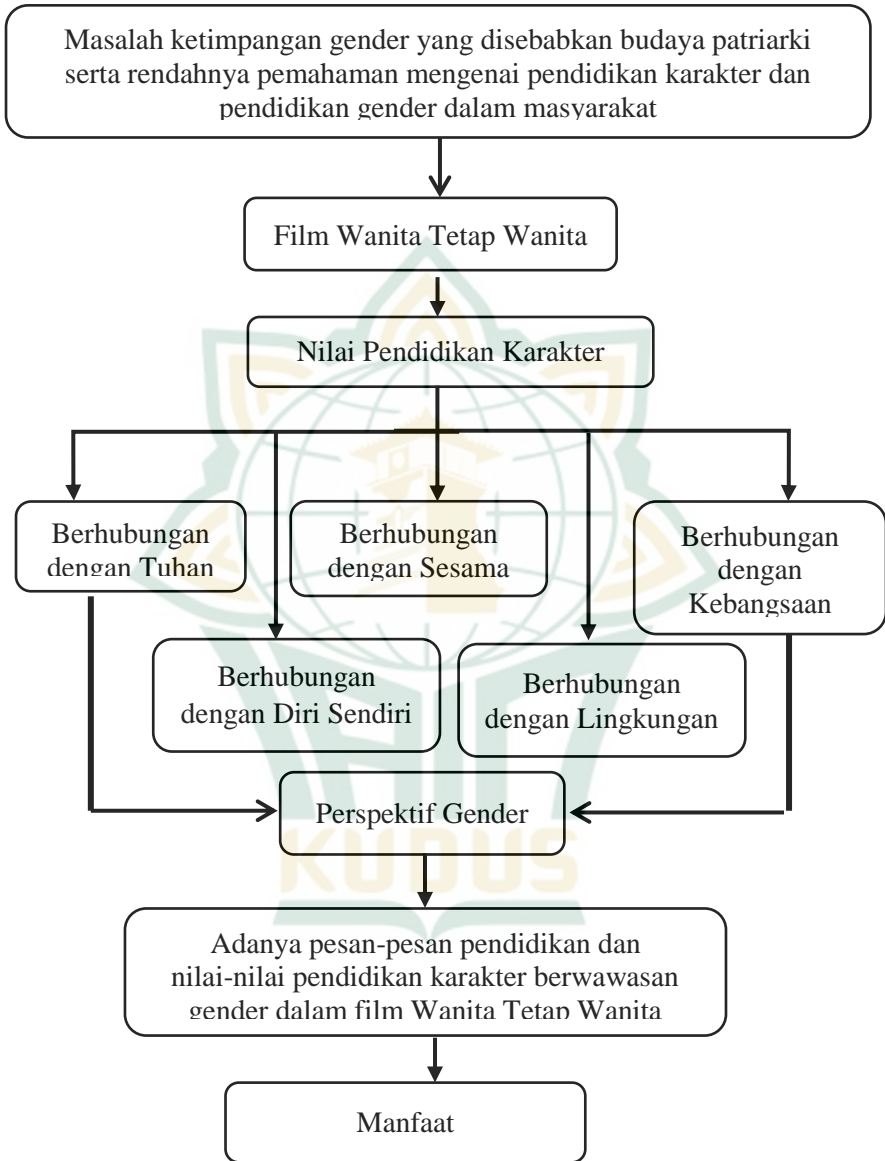 Masalah ketimpangan gender yang disebabkan budaya patriarki
serta rendahnya pemahaman mengenai pendidikan karakter dan
pendidikan gender dalam masyarakat
Film Wanita Tetap Wanita
Nilai Pendidikan Karakter
Berhubungan
dengan Tuhan
Berhubungan
dengan Sesama
Berhubungan
dengan
Kebangsaan
Berhubungan
dengan Diri Sendiri
Berhubungan
dengan Lingkungan
Perspektif Gender
KUDUS
Adanya pesan-pesan pendidikan dan
nilai-nilai pendidikan karakter berwawasan
gender dalam film Wanita Tetap Wanita
Manfaat